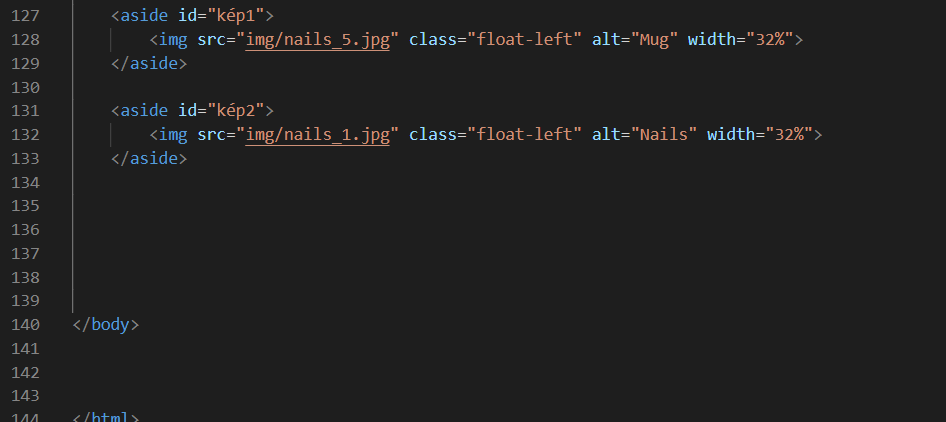 127 <aside id="kép1">
128 <img src="img/nails_5.jpg" class="float-left" alt="Mug" width="32%">
129 </aside>
130
131 <aside id="kép2">
132 <img src="img/nails_1.jpg" class="float-left" alt="Nails" width="32%">
133 </aside>
134
135
136
137
138
139
140 </body>
141
142
143
144 </html>